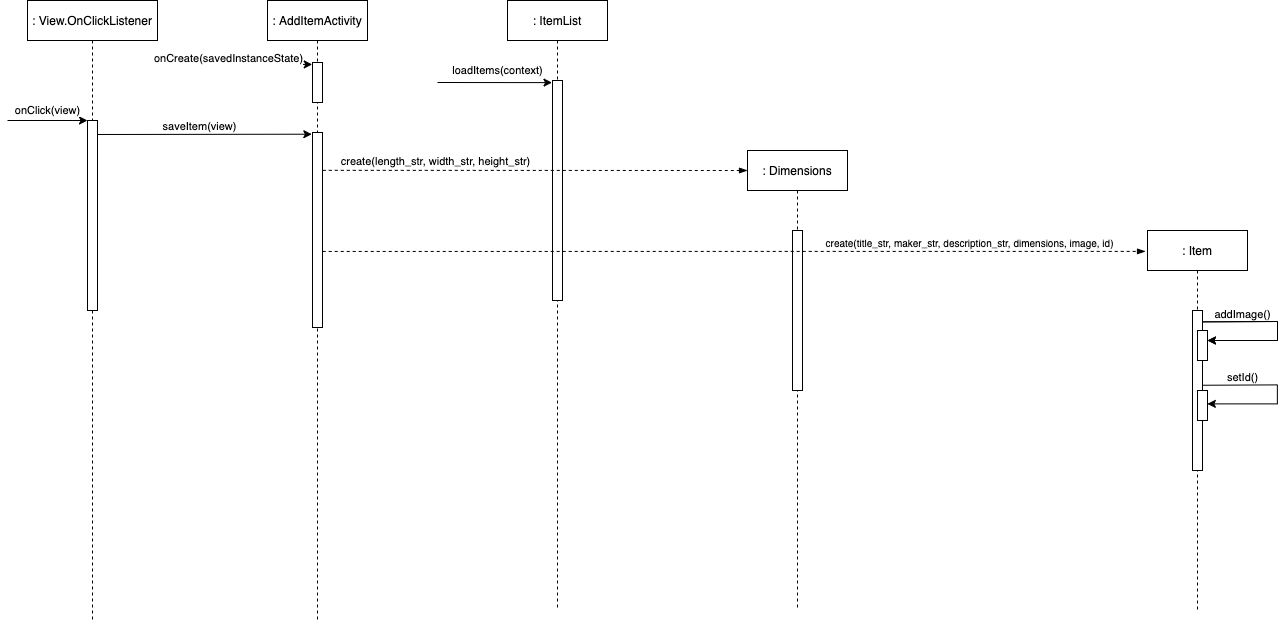 : View.OnClickListener
: AddItemActivity
: ItemList
onCreate(savedInstanceState)
loadItems(context)
onClick(view)
saveItem(view)
create(length_str, width_str, height_str)
: Dimensions
create(title_str, maker_str, description_str, dimensions, image, id)
: Item
addImage()
setId()